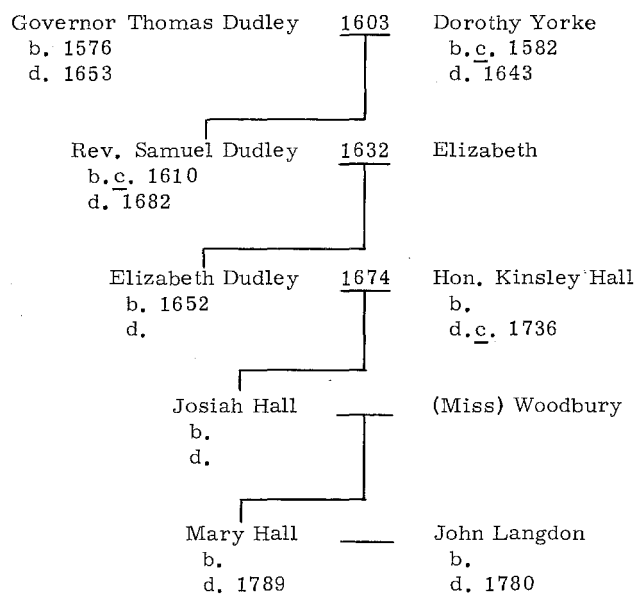 Governor Thomas Dudley 1603 Dorothy Yorke
b. 1576 b. c. 1582
d. 1653 d. 1643
Rev. Samuel Dudley 1632 Elizabeth
b. c. 1610
d. 1682
Elizabeth Dudley 1674 Hon. Kinsley Hall
b. 1652 b.
d. d. c. 1736
Josiah Hall (Miss) Woodbury
b.
d.
Mary Hall John Langdon
b. b.
d. 1789 d. 1780